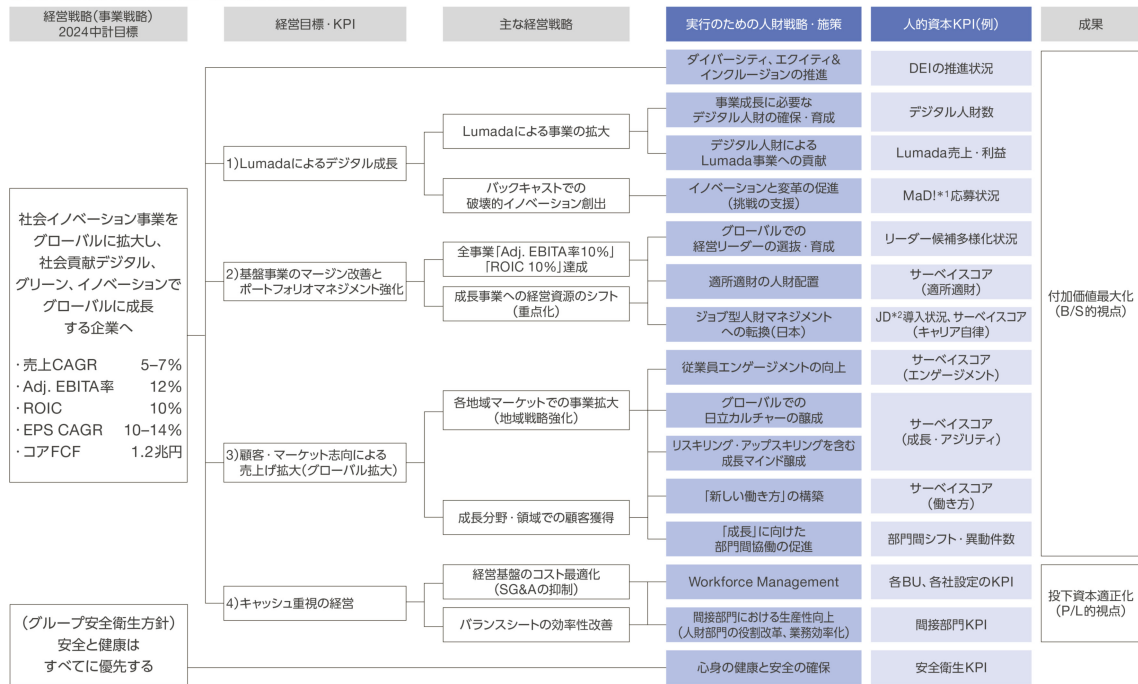 経営戦略(事業戦略)
2024中計目標
経営目標・KPI
主な経営戦略
実行のための人財戦略・施策
人的資本KPI(例)
成果
社会イノベーション事業を
グローバルに拡大し、
社会貢献デジタル、
グリーン、イノベーションで
グローバルに成長
する企業へ
・売上CAGR 5–7%
・Adj. EBITA率 12%
・ROIC 10%
・EPS CAGR 10–14%
・コアFCF 1.2兆円
(グループ安全衛生方針)
安全と健康は
すべてに優先する
1)Lumadaによるデジタル成長
2)基盤事業のマージン改善と
ポートフォリオマネジメント強化
3)顧客・マーケット志向による
売上げ拡大(グローバル拡大)
4)キャッシュ重視の経営
Lumadaによる事業の拡大
バックキャストでの
破壊的イノベーション創出
全事業「Adj. EBITA率10%」
「ROIC 10%」達成
成長事業への経営資源のシフト
(重点化)
各地域マーケットでの事業拡大
(地域戦略強化)
成長分野・領域での顧客獲得
経営基盤のコスト最適化
(SG&Aの抑制)
バランスシートの効率性改善
ダイバーシティ、エクイティ&
インクルージョンの推進
DEIの推進状況
事業成長に必要な
デジタル人財の確保・育成
デジタル人財数
デジタル人財による
Lumada事業への貢献
Lumada売上・利益
イノベーションと変革の促進
(挑戦の支援)
MaD!*1応募状況
グローバルでの
経営リーダーの選抜・育成
リーダー候補多様化状況
適所適財の人財配置
サーベイスコア
(適所適財)
ジョブ型人財マネジメント
への転換(日本)
JD*2導入状況、サーベイスコア
(キャリア自律)
従業員エンゲージメントの向上
サーベイスコア
(エンゲージメント)
グローバルでの
日立カルチャーの醸成
リスキリング・アップスキリングを含む
成長マインド醸成
サーベイスコア
(成長・アジリティ)
「新しい働き方」の構築
サーベイスコア
(働き方)
「成長」に向けた
部門間協働の促進
部門間シフト・異動件数
Workforce Management
各BU、各社設定のKPI
間接部門における生産性向上
(人財部門の役割改革、業務効率化)
間接部門KPI
心身の健康と安全の確保
安全衛生KPI
付加価値最大化
(B/S的視点)
投下資本適正化
(P/L的視点)